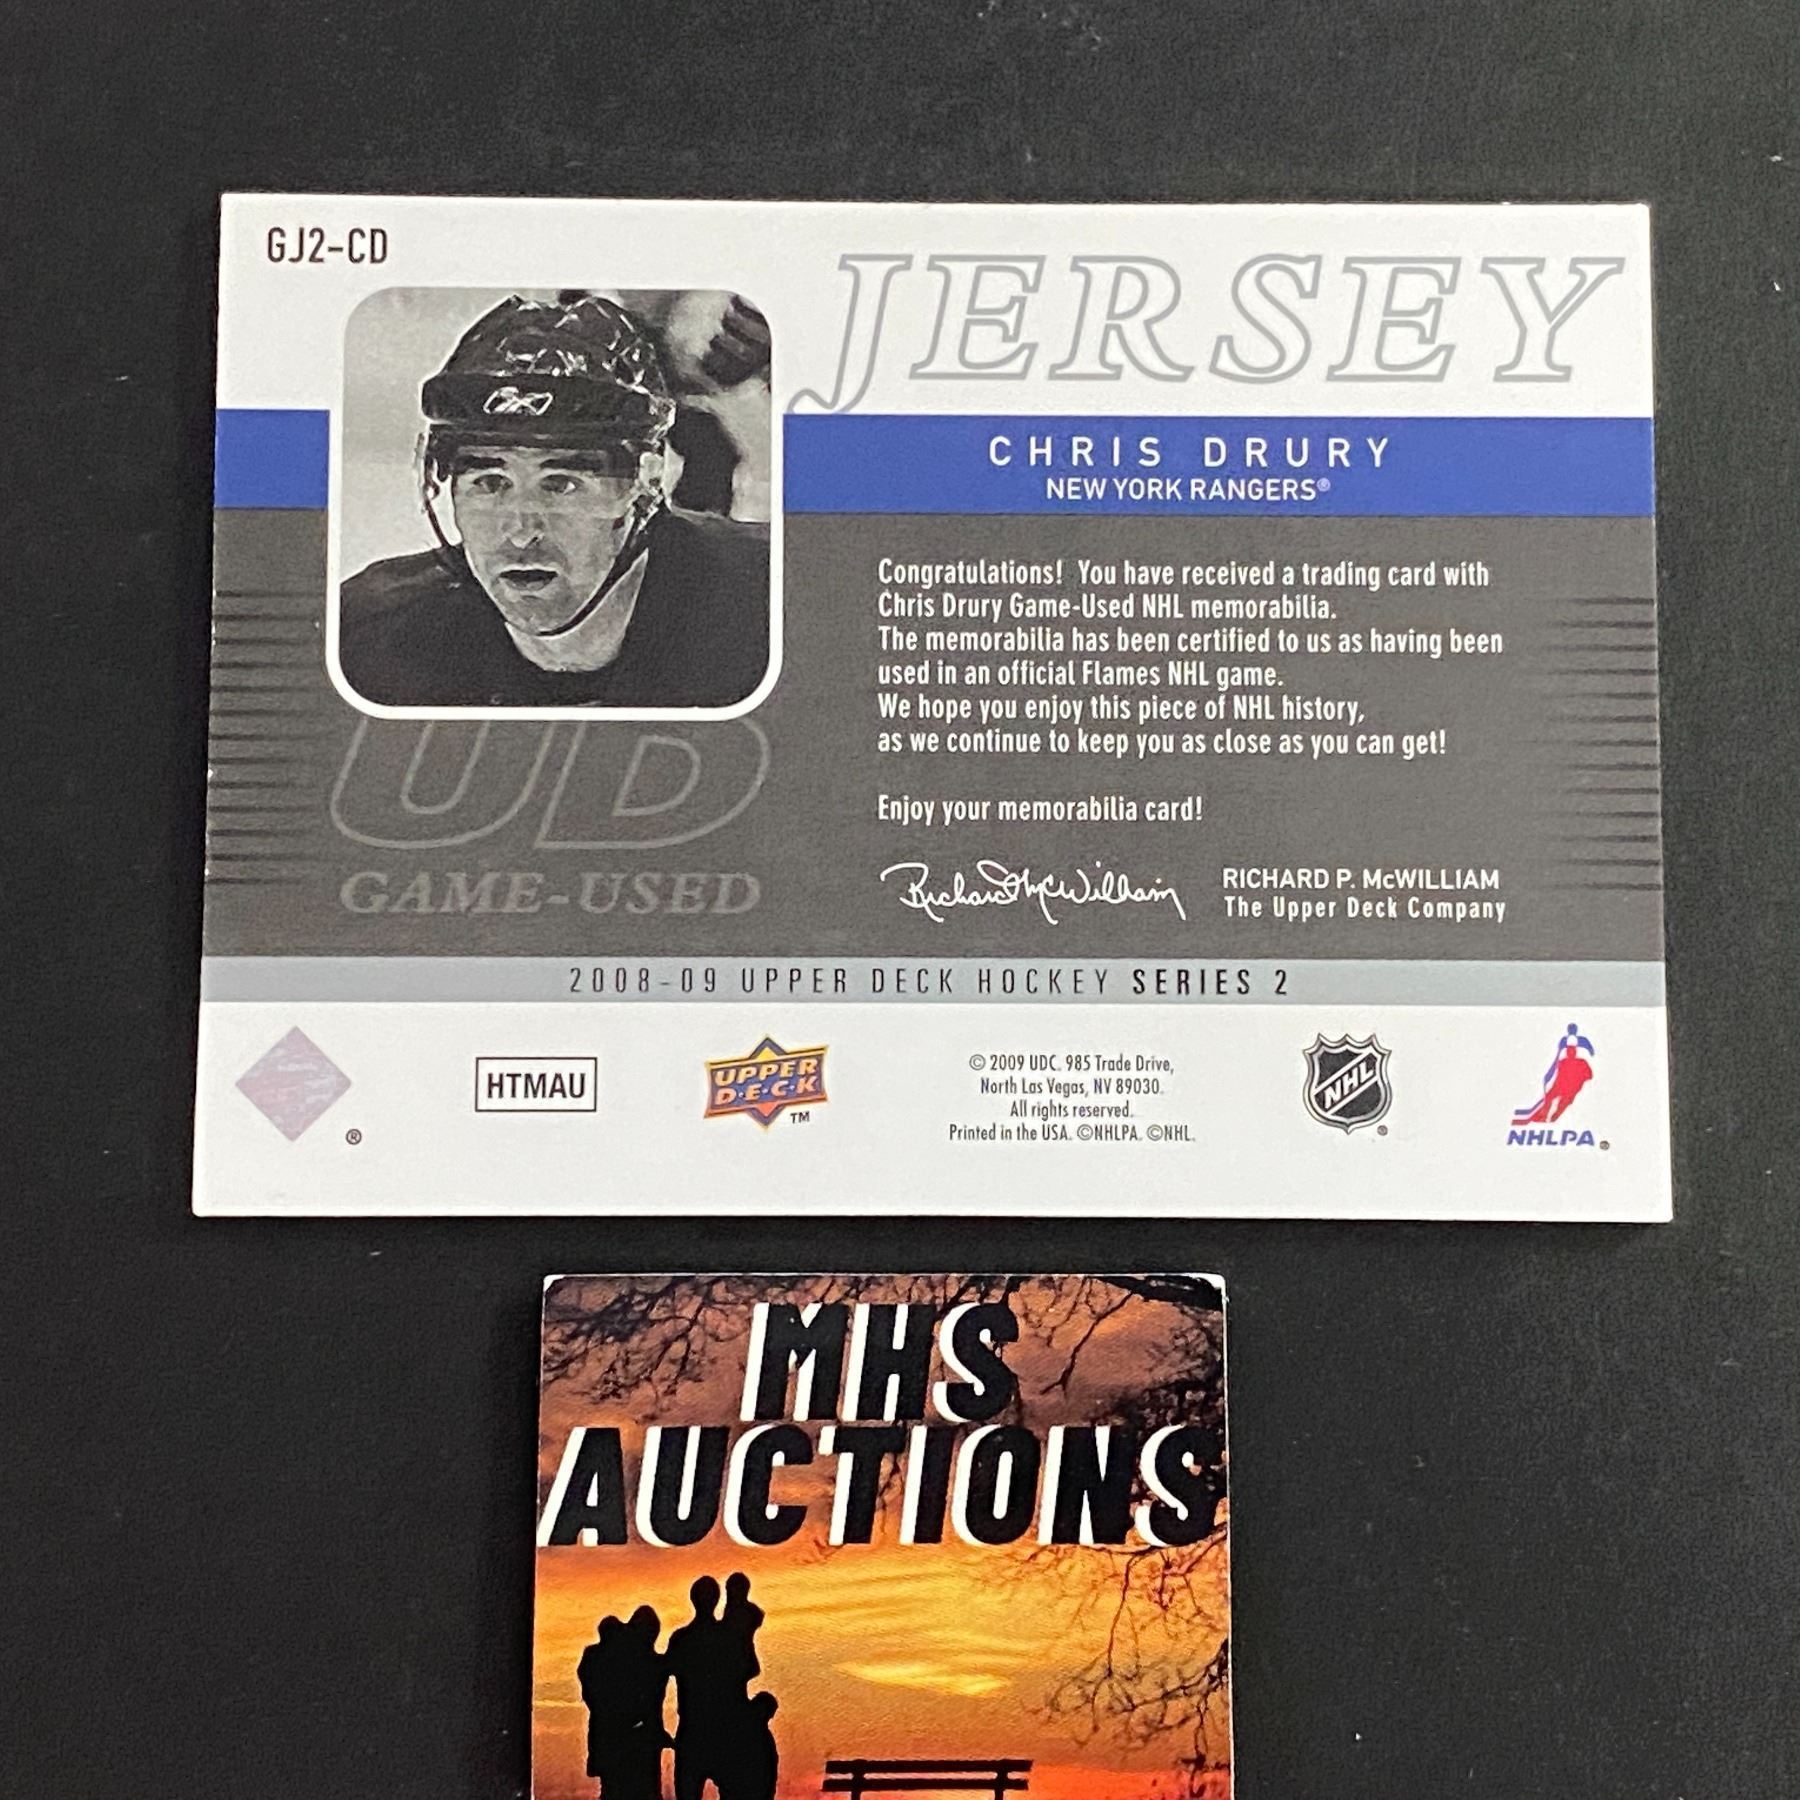 GJ2-CD
JERSEY
CHRIS DRURY
NEW YORK RANGERS®
Congratulations! You have received a trading card with
Chris Drury Game-Used NHL memorabilia.
The memorabilia has been certified to us as having been
used in an official Flames NHL game.
We hope you enjoy this piece of NHL history,
as we continue to keep you as close as you can get!
Enjoy your memorabilia card!
Richard McWilliam
RICHARD P. McWILLIAM
The Upper Deck Company
UD
GAME-USED
2008-09 UPPER DECK HOCKEY SERIES 2
®
HTMAU
UPPER
D·E·C·K
TM
© 2009 UDC. 985 Trade Drive,
North Las Vegas, NV 89030.
All rights reserved.
Printed in the USA. ©NHLPA. ©NHL.
NHL
®
NHLPA®
MHS
AUCTIONS